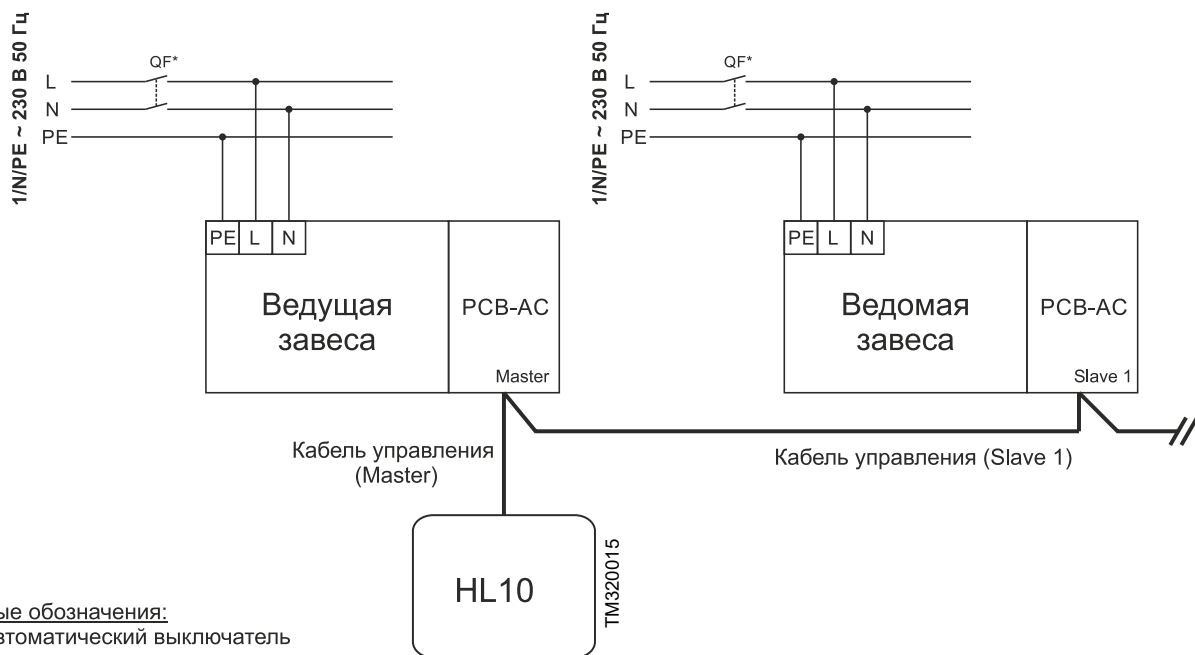 1/N/PE ~ 230 В 50 Гц
QF*
L
N
PE
PE L N
Ведущая
завеса
PCB-AC
Master
1/N/PE ~ 230 В 50 Гц
QF*
L
N
PE
PE L N
Ведомая
завеса
PCB-AC
Slave 1
Кабель управления
(Master)
Кабель управления (Slave 1)
HL10
TM320015
ые обозначения:
втоматический выключатель